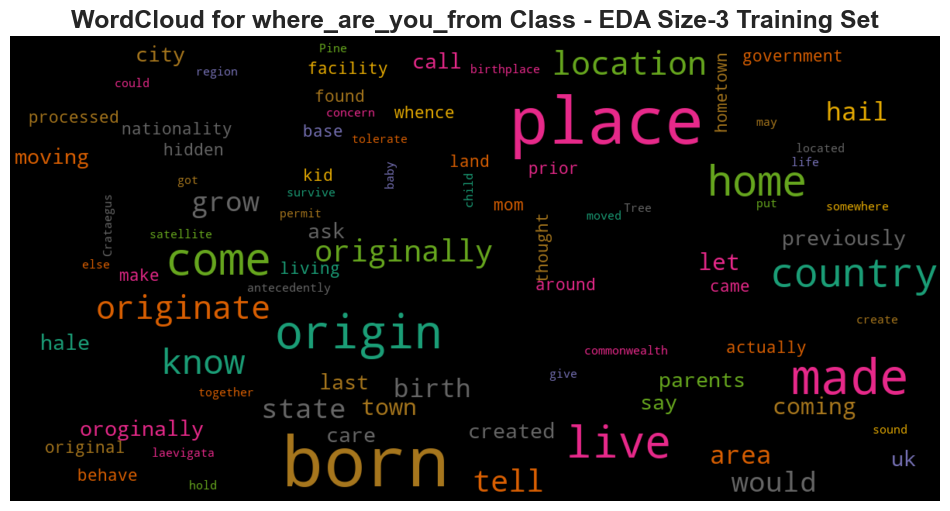 WordCloud for where_are_you_from Class - EDA Size-3 Training Set
city
Pine
call
birthplace
location
hometown
government
could
region
facility
found
concern
whence
place
hail
processed
nationality
base
tolerate
may
moving
hidden
land
prior
located
life
got
kid
baby
child
home
grow
survive
mom
put
somewhere
Crataegus
permit
moved
Tree
satellite
ask
thought
previously
else
come
originally
let
country
make
living
around
came
antecedently
originate
origin
create
hale
know
commonwealth
actually
together
last
birth
give
parents
made
state
town
say
coming
oroginally
care
created
live
sound
original
laevigata
born
area
uk
behave
hold
tell
would